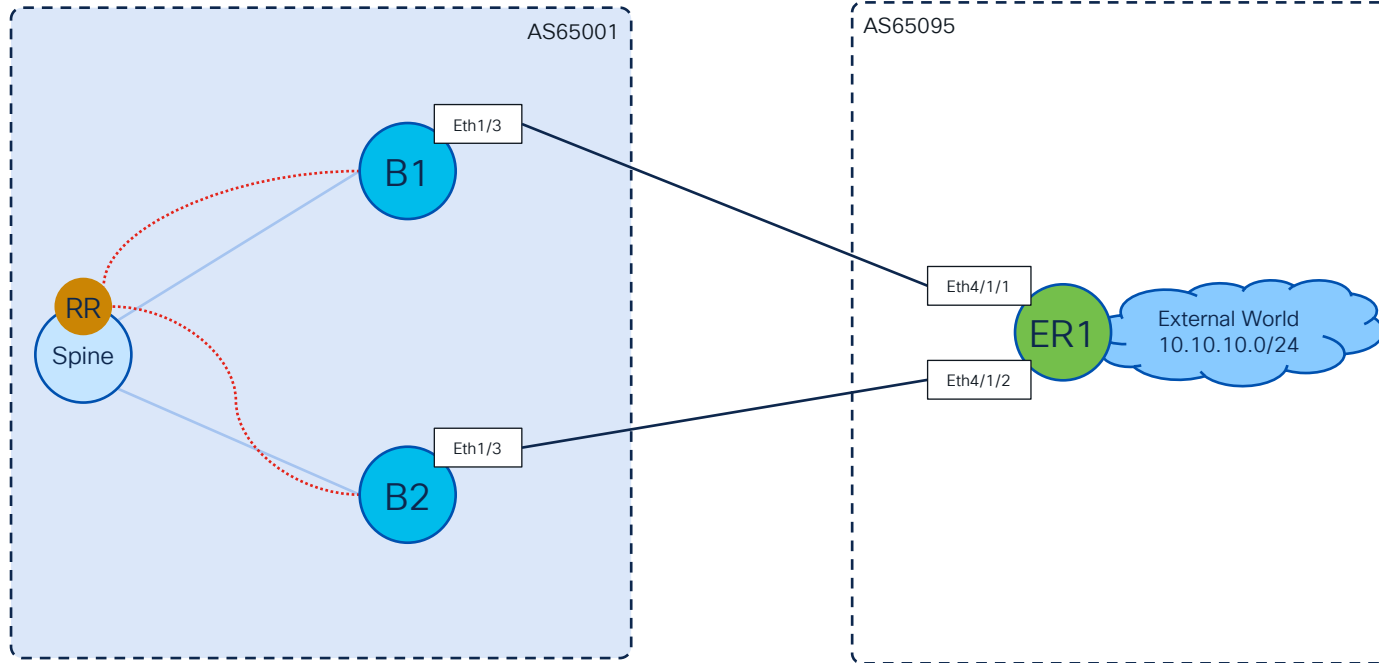 AS65001
AS65095
Eth1/3
B1
RR
Spine
Eth4/1/1
ER1
External World
10.10.10.0/24
Eth4/1/2
Eth1/3
B2